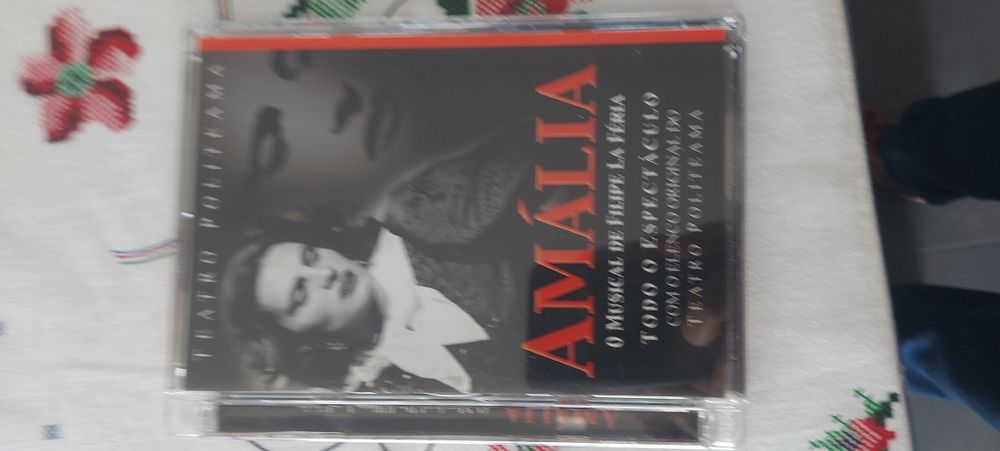 TEATRO POLITEAMA
AMÁLIA
O MUSICAL DE FILIPE LA FÉRIA
TODO O ESPECTÁCULO
COM O ELENCO ORIGINAL DO
TEATRO POLITEAMA
AMÁLIA